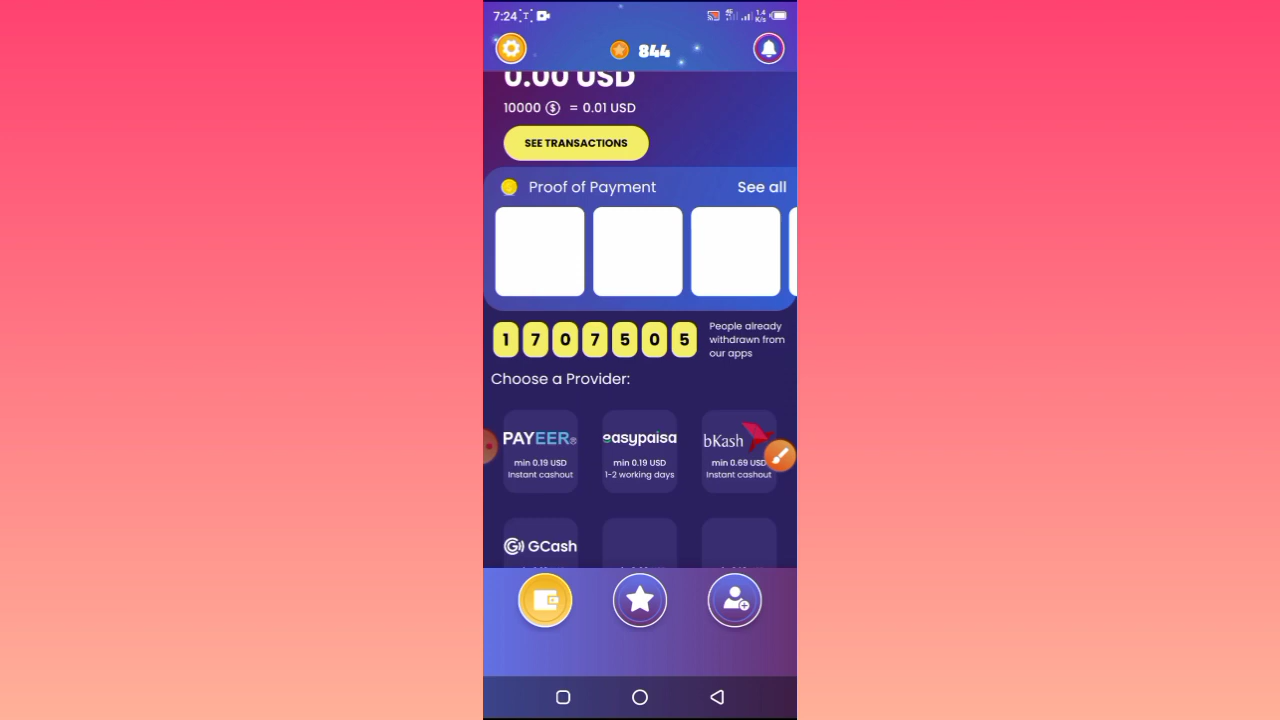 7:24 T 1.4 K/s
844
0.00 USD
10000 $ = 0.01 USD
SEE TRANSACTIONS
Proof of Payment See all
1 7 0 7 5 0 5
People already
withdrawn from
our apps
Choose a Provider:
PAYEER®
min 0.19 USD
Instant cashout
easypaisa
min 0.19 USD
1-2 working days
bKash
min 0.69 USD
Instant cashout
GCash